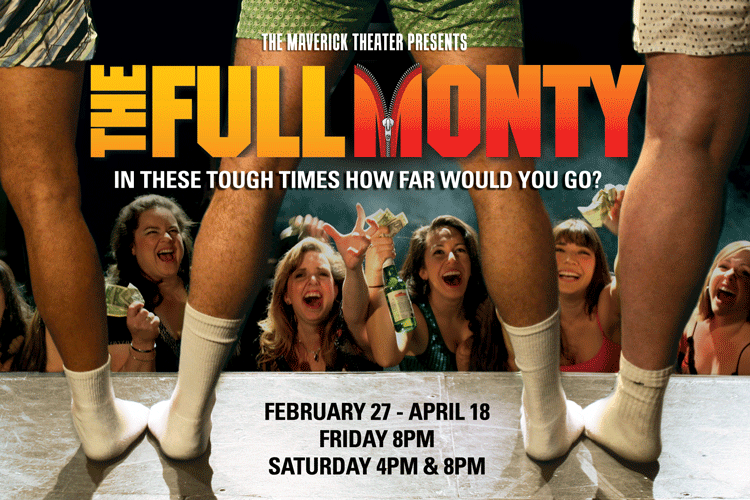 THE MAVERICK THEATER PRESENTS
THE FULL MONTY
IN THESE TOUGH TIMES HOW FAR WOULD YOU GO?
FEBRUARY 27 - APRIL 18
FRIDAY 8PM
SATURDAY 4PM & 8PM